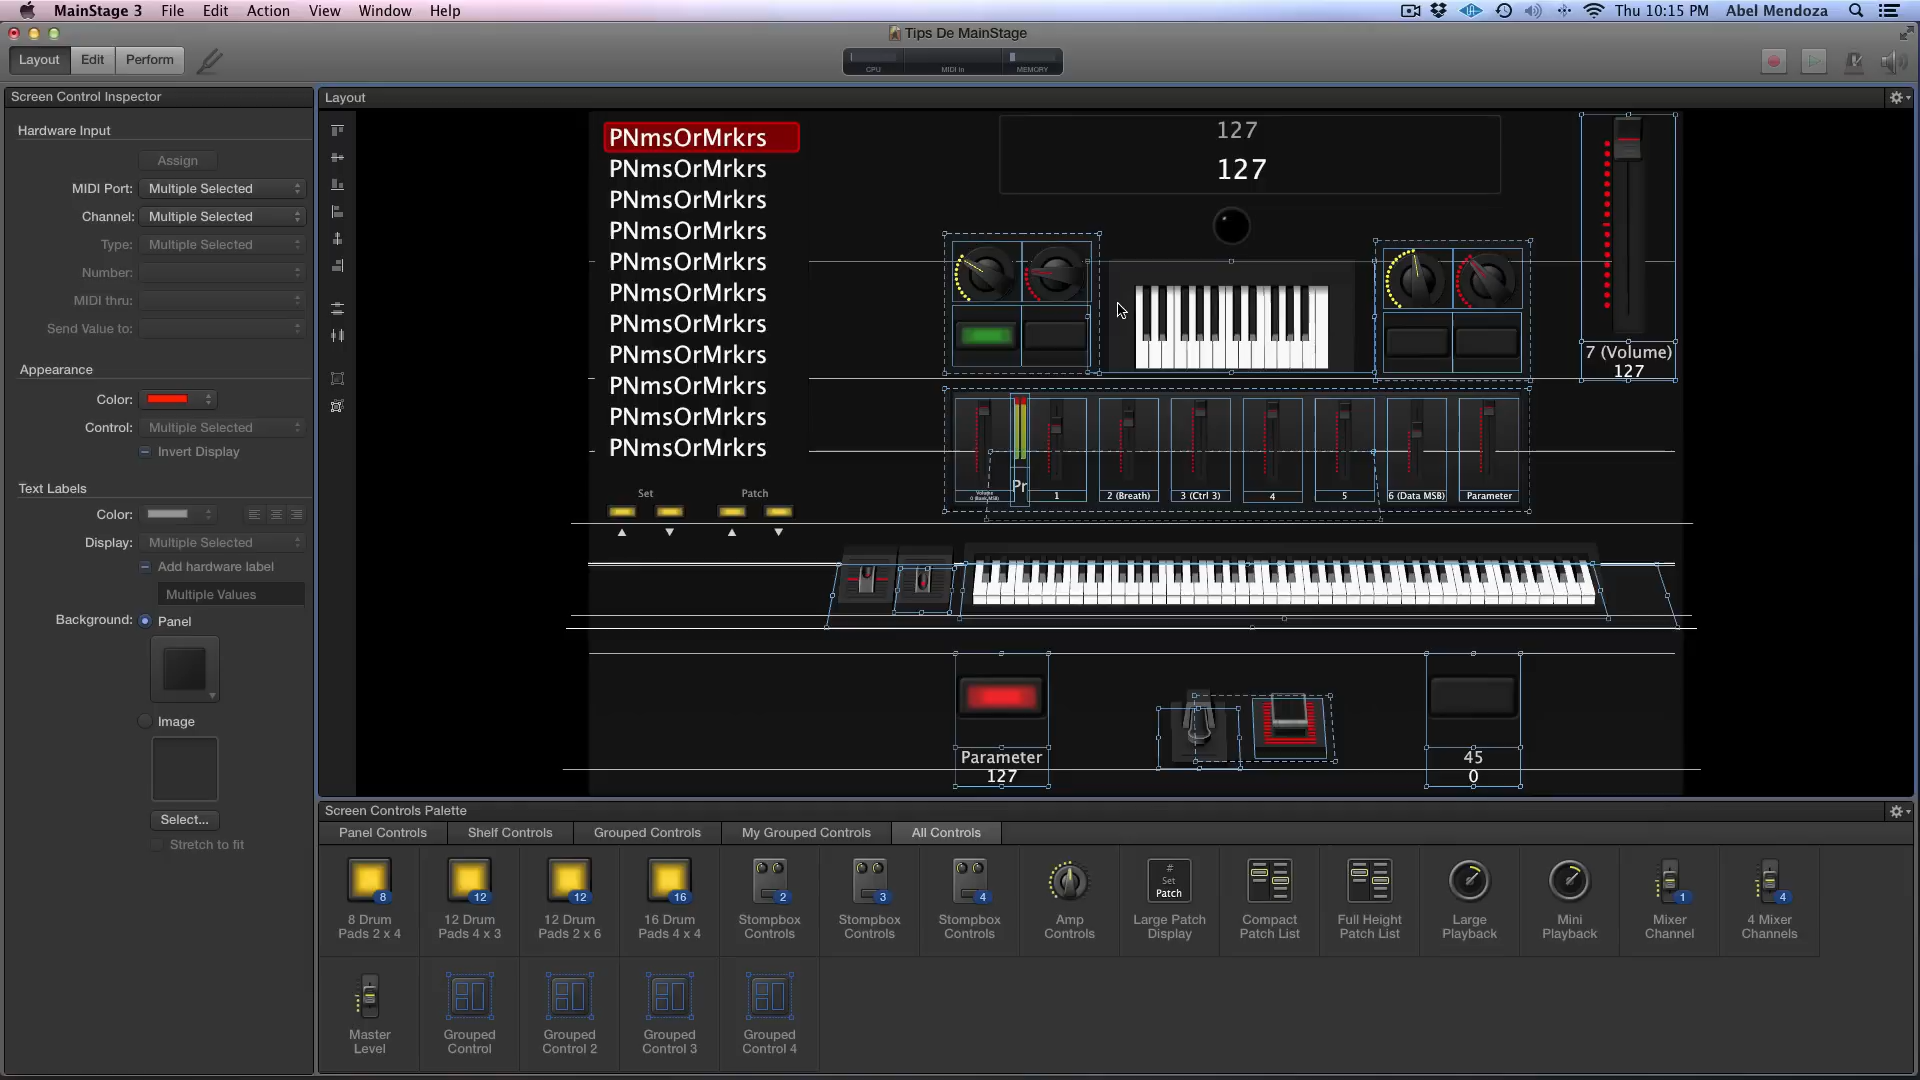 MainStage 3 File Edit Action View Window Help Thu 10:15 PM Abel Mendoza
Tips De MainStage
Layout Edit Perform
CPU MIDI In MEMORY
Screen Control Inspector
Layout
Hardware Input
Assign
MIDI Port: Multiple Selected
Channel: Multiple Selected
Type: Multiple Selected
Number:
MIDI thru:
Send Value to:
Appearance
Color:
Control: Multiple Selected
Invert Display
Text Labels
Color:
Display: Multiple Selected
Add hardware label
Multiple Values
Background: Panel
Image
Select...
Stretch to fit
PNmsOrMrkrs
PNmsOrMrkrs
PNmsOrMrkrs
PNmsOrMrkrs
PNmsOrMrkrs
PNmsOrMrkrs
PNmsOrMrkrs
PNmsOrMrkrs
PNmsOrMrkrs
PNmsOrMrkrs
PNmsOrMrkrs
Set Patch
127
127
7 (Volume)
127
Volume
0 (Bank MSB)
Pr
1 2 (Breath) 3 (Ctrl 3) 4 5 6 (Data MSB) Parameter
Parameter
127
45
0
Screen Controls Palette
Panel Controls Shelf Controls Grouped Controls My Grouped Controls All Controls
8 12 12 16 2 3 4 # Set Patch 1 4
8 Drum Pads 2 x 4
12 Drum Pads 4 x 3
12 Drum Pads 2 x 6
16 Drum Pads 4 x 4
Stompbox Controls
Stompbox Controls
Stompbox Controls
Amp Controls
Large Patch Display
Compact Patch List
Full Height Patch List
Large Playback
Mini Playback
Mixer Channel
4 Mixer Channels
Master Level
Grouped Control
Grouped Control 2
Grouped Control 3
Grouped Control 4